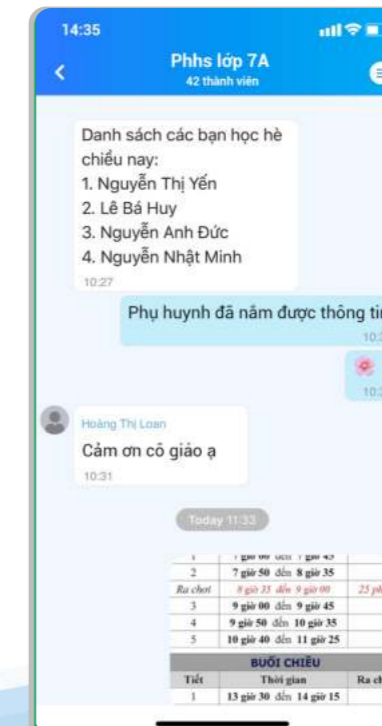 14:35
Phhs lớp 7A
42 thành viên
Danh sách các bạn học hè
chiều nay:
1. Nguyễn Thị Yến
2. Lê Bá Huy
3. Nguyễn Anh Đức
4. Nguyễn Nhật Minh
10:27
Phụ huynh đã nắm được thông
Hoàng Thị Loan
Cảm ơn cô giáo ạ
10:31
Today 11:33
2 7 giờ 50 đến 8 giờ 35
Ra chơi 8 giờ 35 đến 9 giờ 00 25
3 9 giờ 00 đến 9 giờ 45
4 9 giờ 50 đến 10 giờ 35
5 10 giờ 40 đến 11 giờ 25
BUỔI CHIỀU
Tiết Thời gian Ra
1 13 giờ 30 đến 14 giờ 15